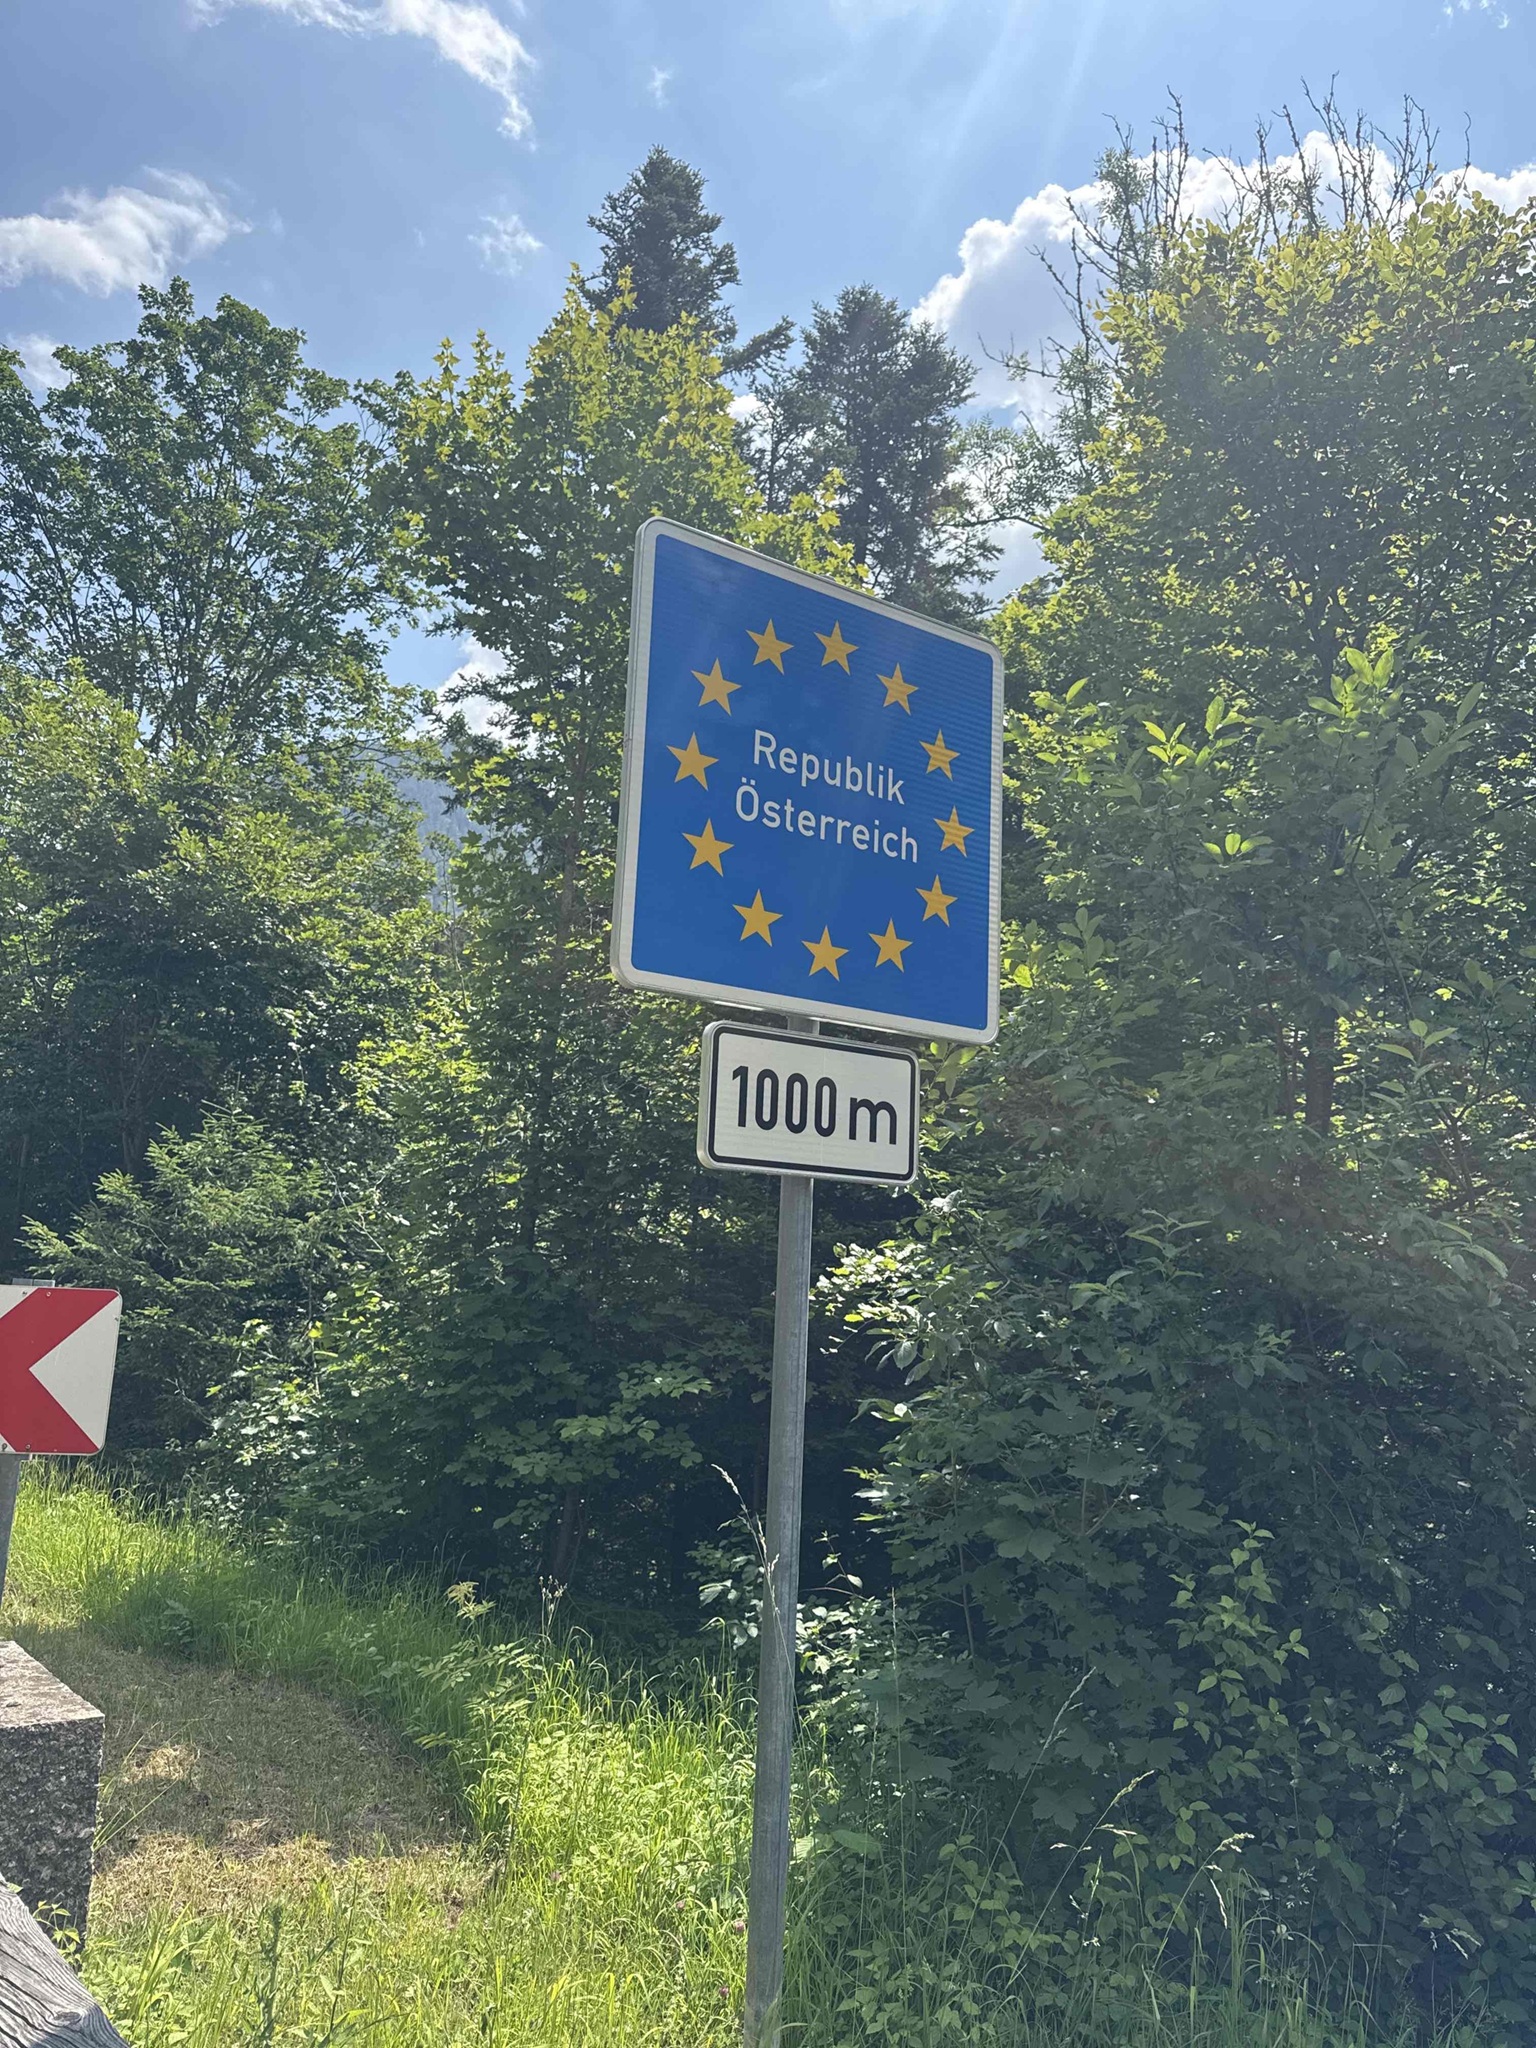 Republik
Österreich
1000 m